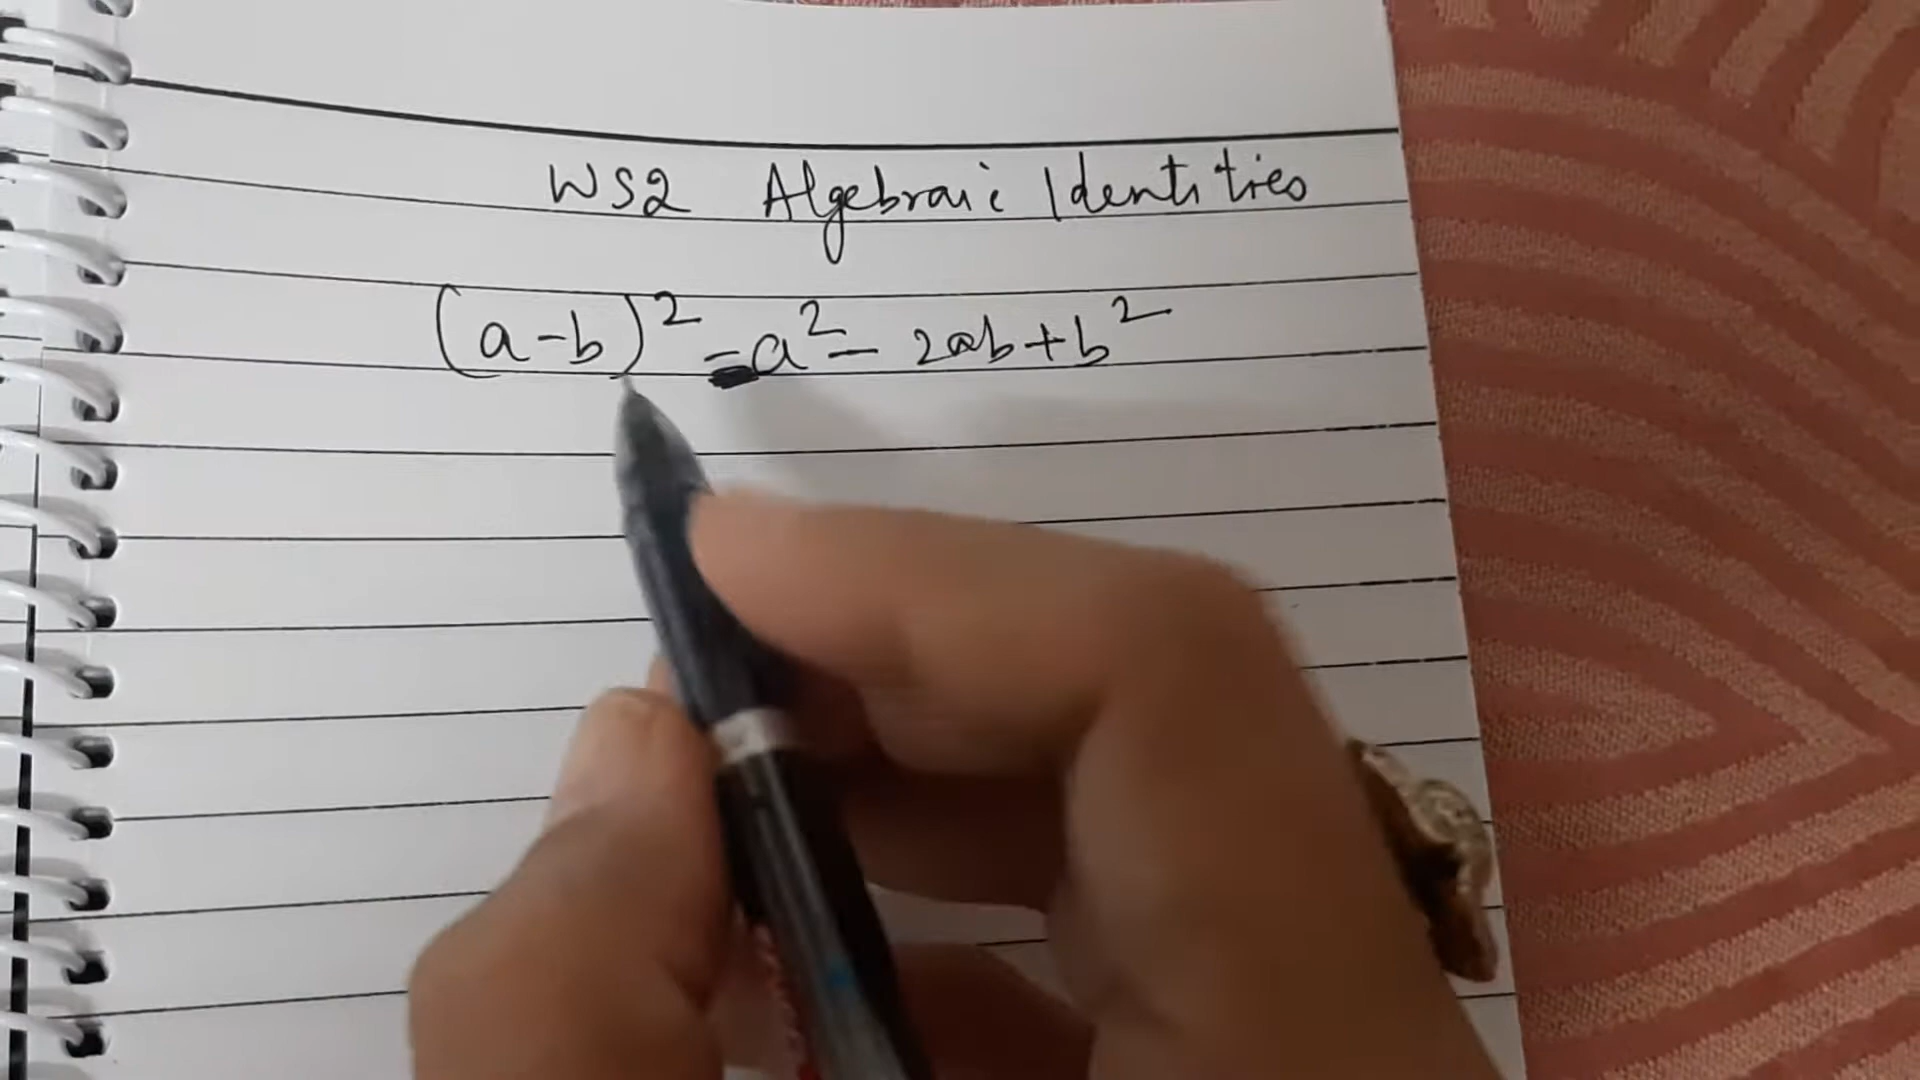 WS2 Algebraic Identities
(a-b)² = a² - 2ab + b²